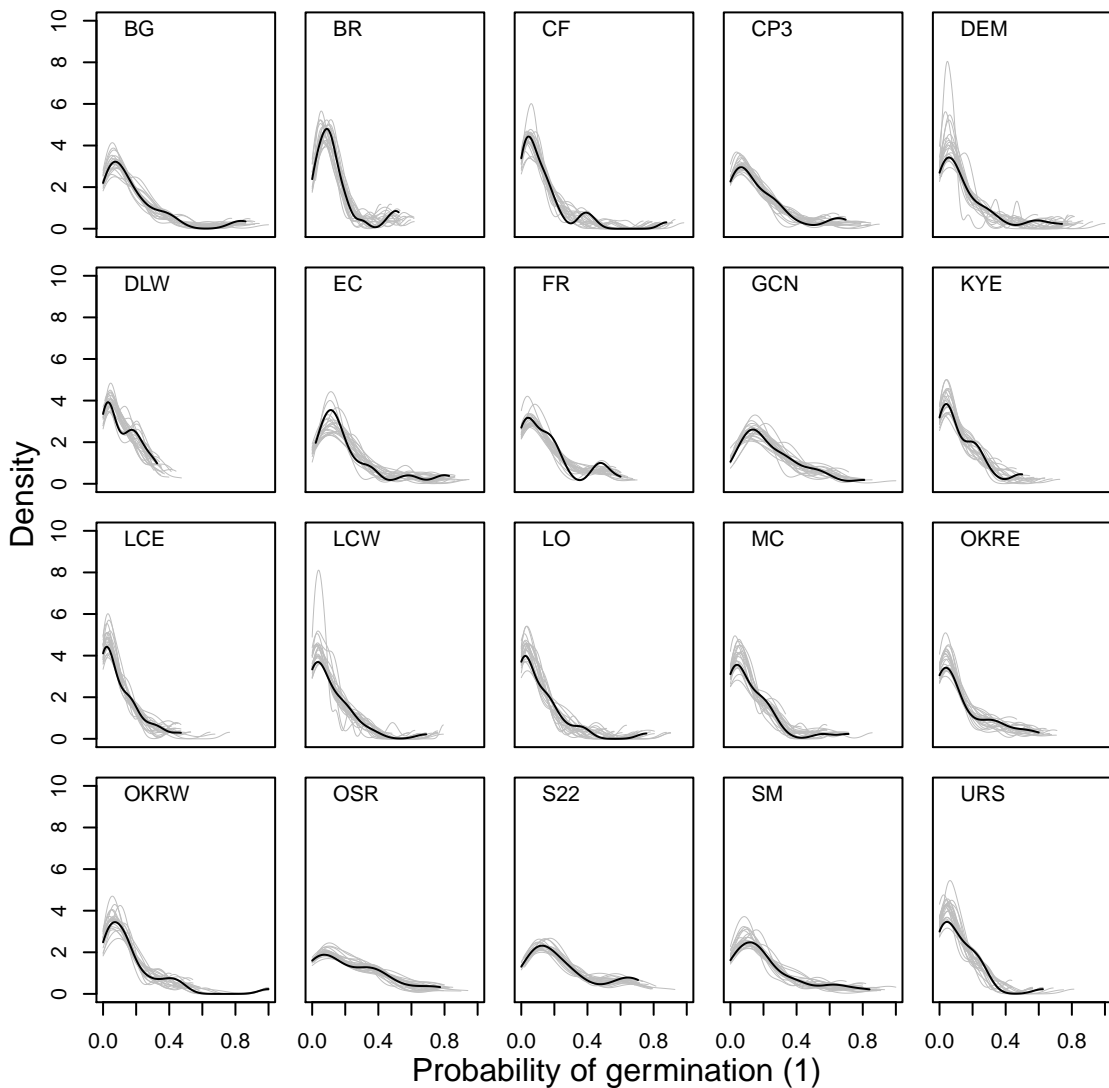 BG BR CF CP3 DEM
0 2 4 6 8 10
DLW EC FR GCN KYE
0 2 4 6 8 10
Density
LCE LCW LO MC OKRE
0 2 4 6 8 10
OKRW OSR S22 SM URS
0 2 4 6 8 10
0.0 0.4 0.8 0.0 0.4 0.8 0.0 0.4 0.8 0.0 0.4 0.8 0.0 0.4 0.8
Probability of germination (1)